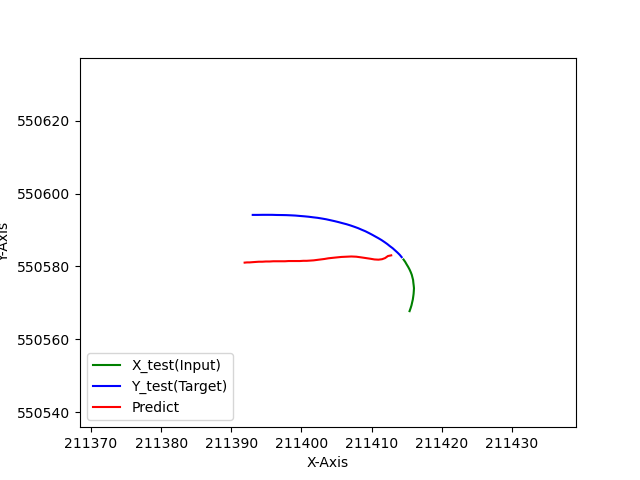 550620
550600
550580
550560
550540
Y-Axis
X_test(Input)
Y_test(Target)
Predict
211370 211380 211390 211400 211410 211420 211430
X-Axis